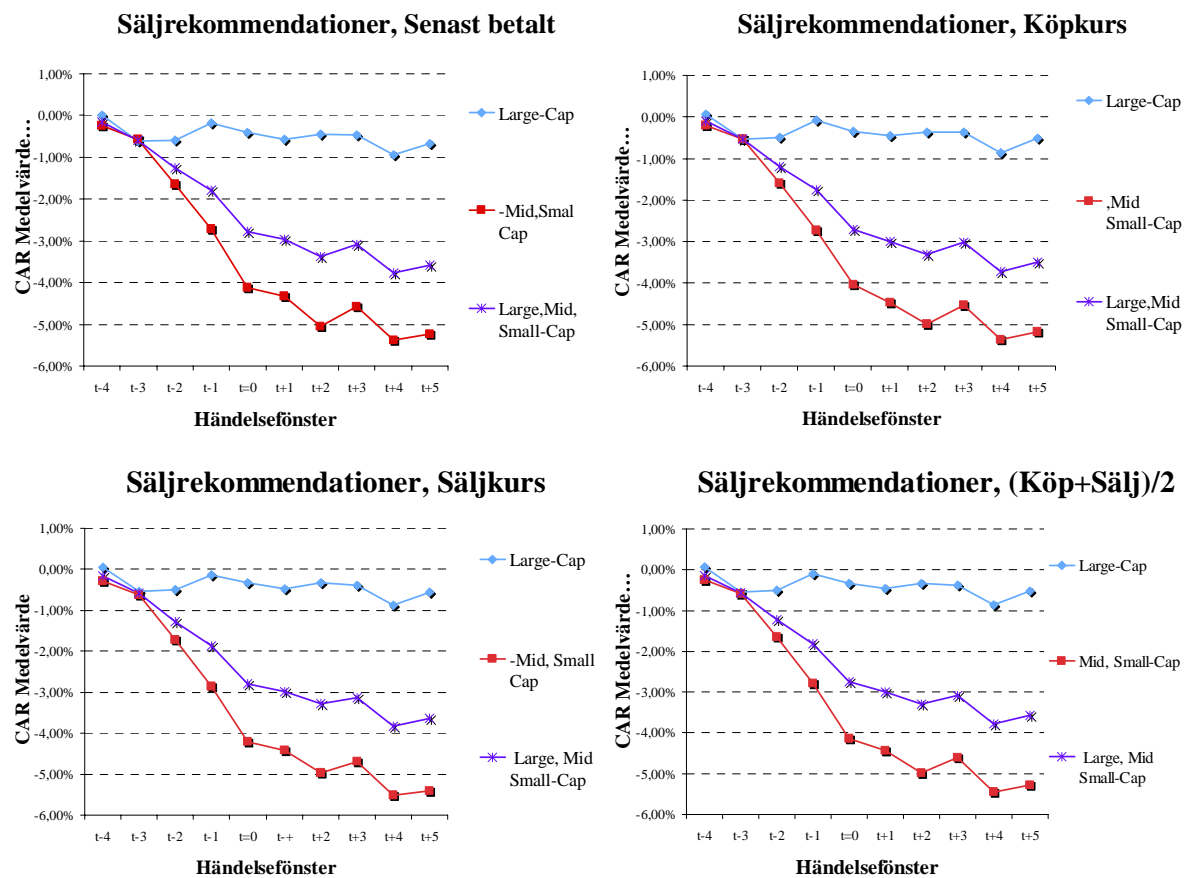 Säljrekommendationer, Senast betalt
1,00%
0,00%
-1,00%
-2,00%
-3,00%
-4,00%
-5,00%
-6,00%
CAR Medelvärde...
t-4 t-3 t-2 t-1 t=0 t+1 t+2 t+3 t+4 t+5
Händelsefönster
Large-Cap
-Mid,Smal
Cap
Large,Mid,
Small-Cap
Säljrekommendationer, Köpkurs
1,00%
0,00%
-1,00%
-2,00%
-3,00%
-4,00%
-5,00%
-6,00%
CAR Medelvärde...
t-4 t-3 t-2 t-1 t=0 t+1 t+2 t+3 t+4 t+5
Händelsefönster
Large-Cap
,Mid
Small-Cap
Large,Mid
Small-Cap
Säljrekommendationer, Säljkurs
1,00%
0,00%
-1,00%
-2,00%
-3,00%
-4,00%
-5,00%
-6,00%
CAR Medelvärde
t-4 t-3 t-2 t-1 t=0 t-+ t+2 t+3 t+4 t+5
Händelsefönster
Large-Cap
-Mid, Small
Cap
Large, Mid
Small-Cap
Säljrekommendationer, (Köp+Sälj)/2
1,00%
0,00%
-1,00%
-2,00%
-3,00%
-4,00%
-5,00%
-6,00%
CAR Medelvärde...
t-4 t-3 t-2 t-1 t=0 t+1 t+2 t+3 t+4 t+5
Händelsefönster
Large-Cap
Mid, Small-Cap
Large, Mid
Small-Cap